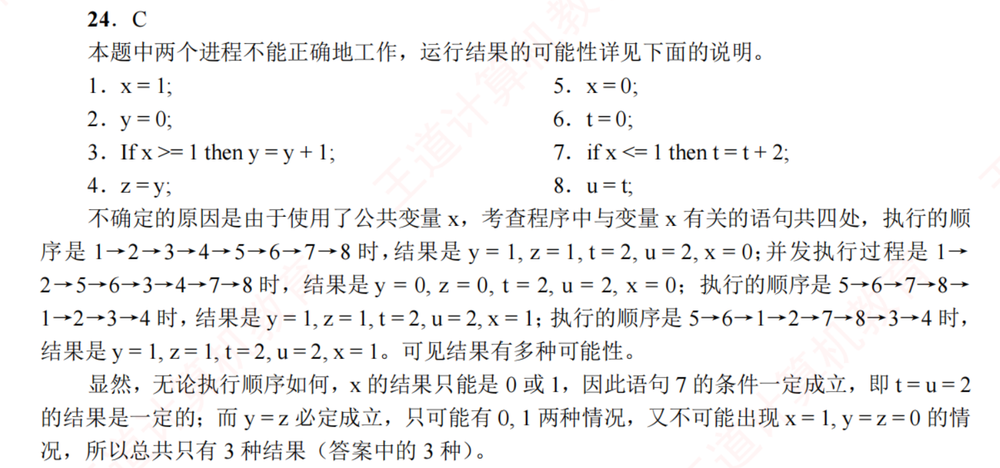 24．C
本题中两个进程不能正确地工作，运行结果的可能性详见下面的说明。
1．x = 1; 5．x = 0;
2．y = 0; 6．t = 0;
3．If x >= 1 then y = y + 1; 7．if x <= 1 then t = t + 2;
4．z = y; 8．u = t;
不确定的原因是由于使用了公共变量 x，考查程序中与变量 x 有关的语句共四处，执行的顺
序是 1→2→3→4→5→6→7→8 时，结果是 y = 1, z = 1, t = 2, u = 2, x = 0；并发执行过程是 1→
2→5→6→3→4→7→8 时，结果是 y = 0, z = 0, t = 2, u = 2, x = 0；执行的顺序是 5→6→7→8→
1→2→3→4 时，结果是 y = 1, z = 1, t = 2, u = 2, x = 1；执行的顺序是 5→6→1→2→7→8→3→4 时，
结果是 y = 1, z = 1, t = 2, u = 2, x = 1。可见结果有多种可能性。
显然，无论执行顺序如何，x 的结果只能是 0 或 1，因此语句 7 的条件一定成立，即 t = u = 2
的结果是一定的；而 y = z 必定成立，只可能有 0, 1 两种情况，又不可能出现 x = 1, y = z = 0 的情
况，所以总共只有 3 种结果（答案中的 3 种）。
王道计算机教育